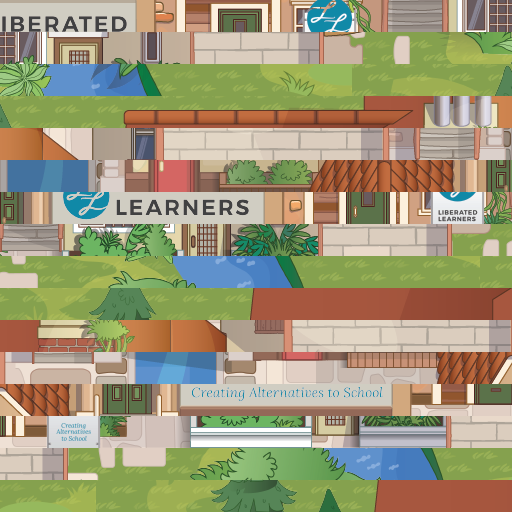 IBERATED
LEARNERS
LIBERATED
LEARNERS
Creating Alternatives to School
Creating
Alternatives
to School